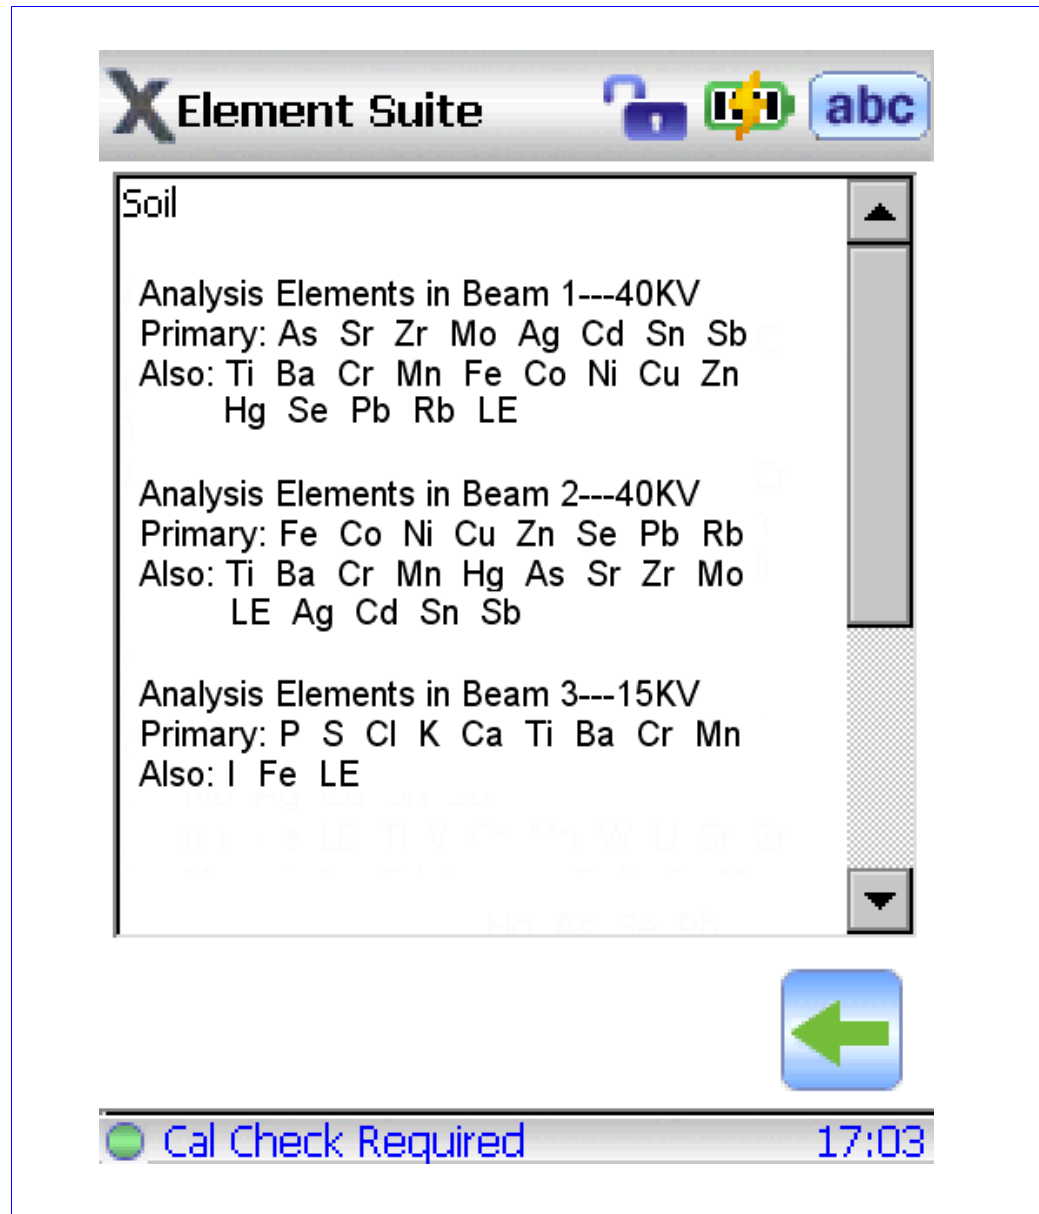 Element Suite
abc
Soil
Analysis Elements in Beam 1---40KV
Primary: As Sr Zr Mo Ag Cd Sn Sb
Also: Ti Ba Cr Mn Fe Co Ni Cu Zn
Hg Se Pb Rb LE
Analysis Elements in Beam 2---40KV
Primary: Fe Co Ni Cu Zn Se Pb Rb
Also: Ti Ba Cr Mn Hg As Sr Zr Mo
LE Ag Cd Sn Sb
Analysis Elements in Beam 3---15KV
Primary: P S Cl K Ca Ti Ba Cr Mn
Also: I Fe LE
Cal Check Required 17:03